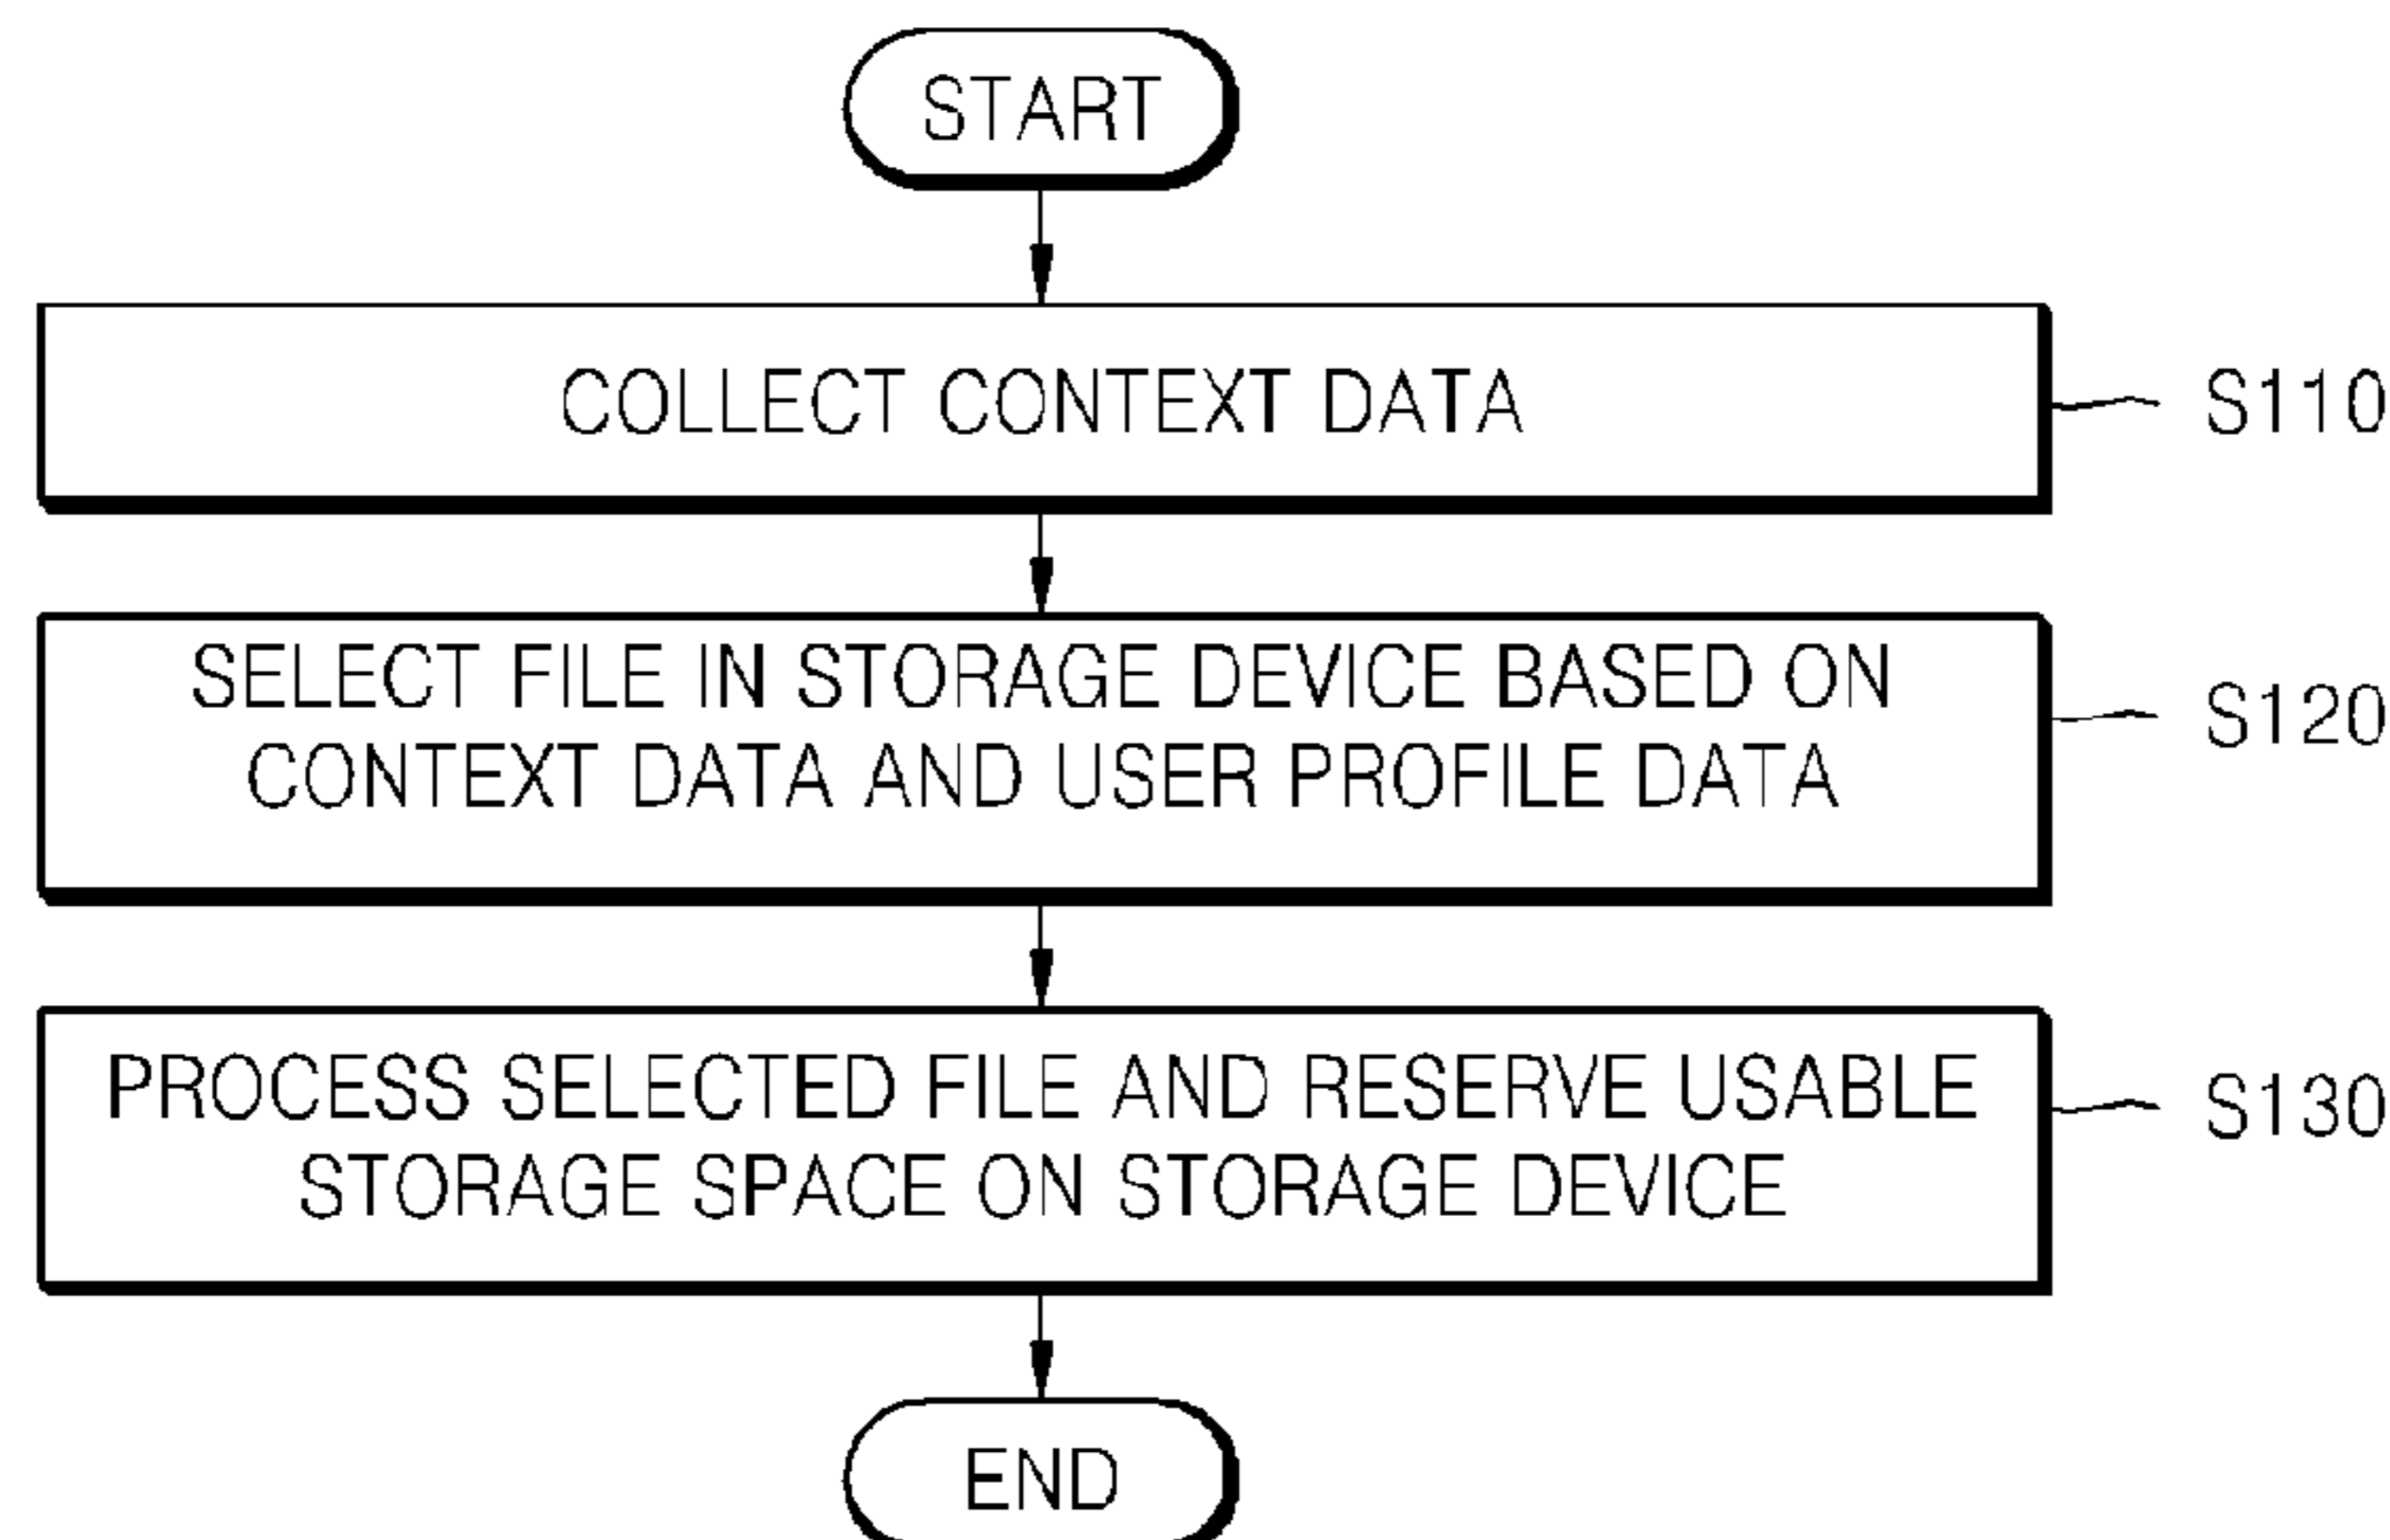 START
COLLECT CONTEXT DATA
S110
SELECT FILE IN STORAGE DEVICE BASED ON
CONTEXT DATA AND USER PROFILE DATA
S120
PROCESS SELECTED FILE AND RESERVE USABLE
STORAGE SPACE ON STORAGE DEVICE
S130
END